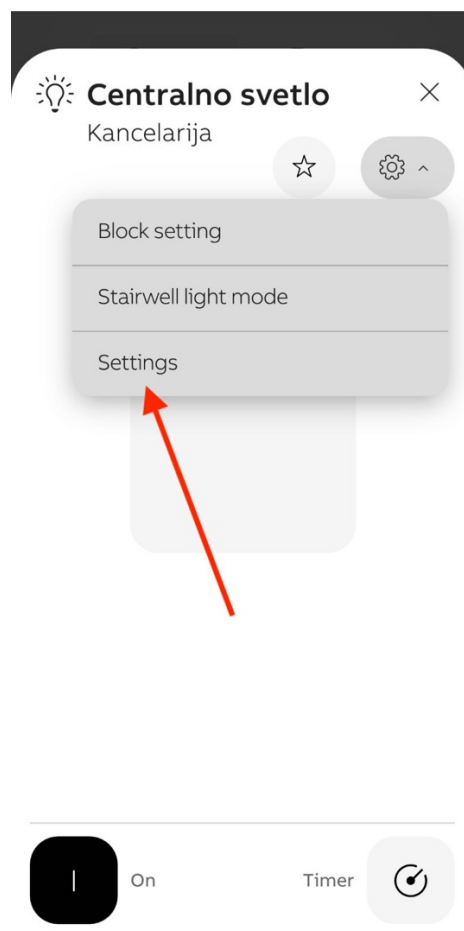 Centralno svetlo
Kancelarija
Block setting
Stairwell light mode
Settings
On
Timer